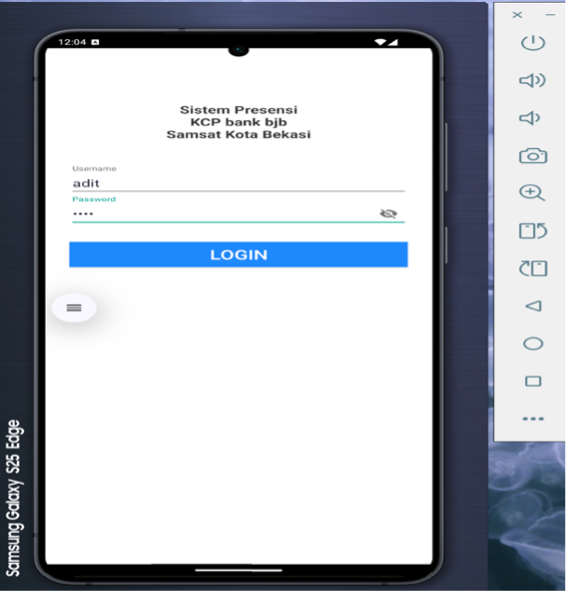 12:04
Sistem Presensi
KCP bank bjb
Samsat Kota Bekasi
Username
adit
Password
••••
LOGIN
Samsung Galaxy S25 Edge